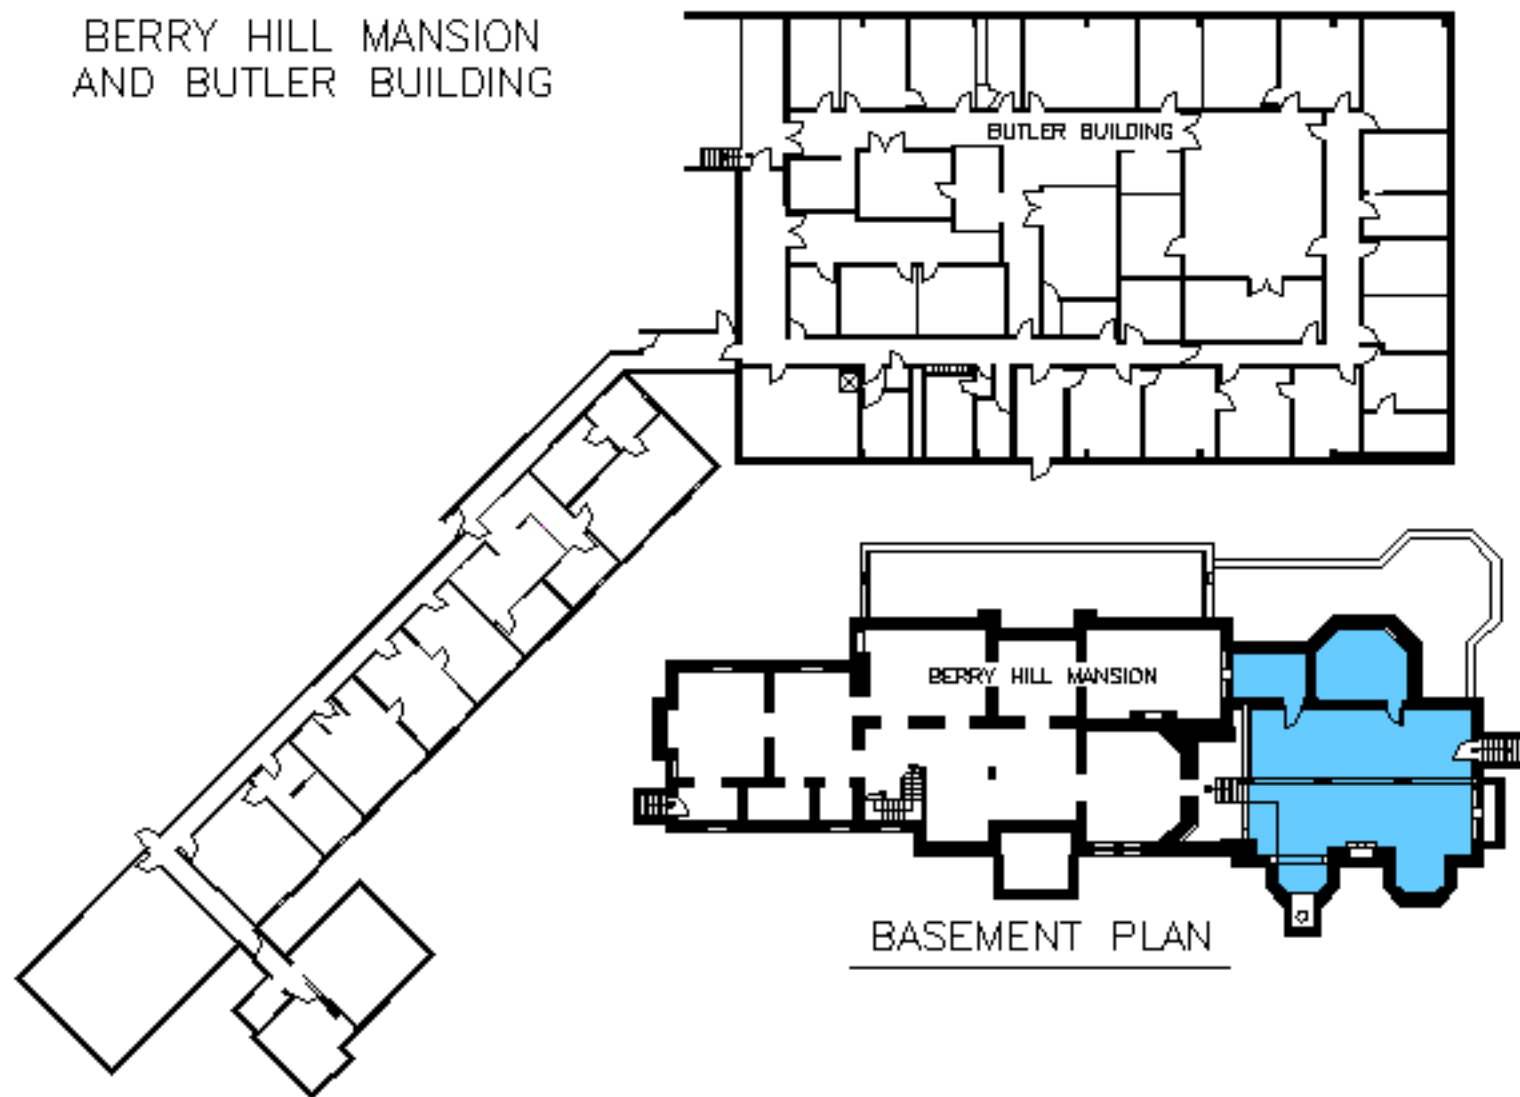 BERRY HILL MANSION
AND BUTLER BUILDING
BUTLER BUILDING
BERRY HILL MANSION
BASEMENT PLAN